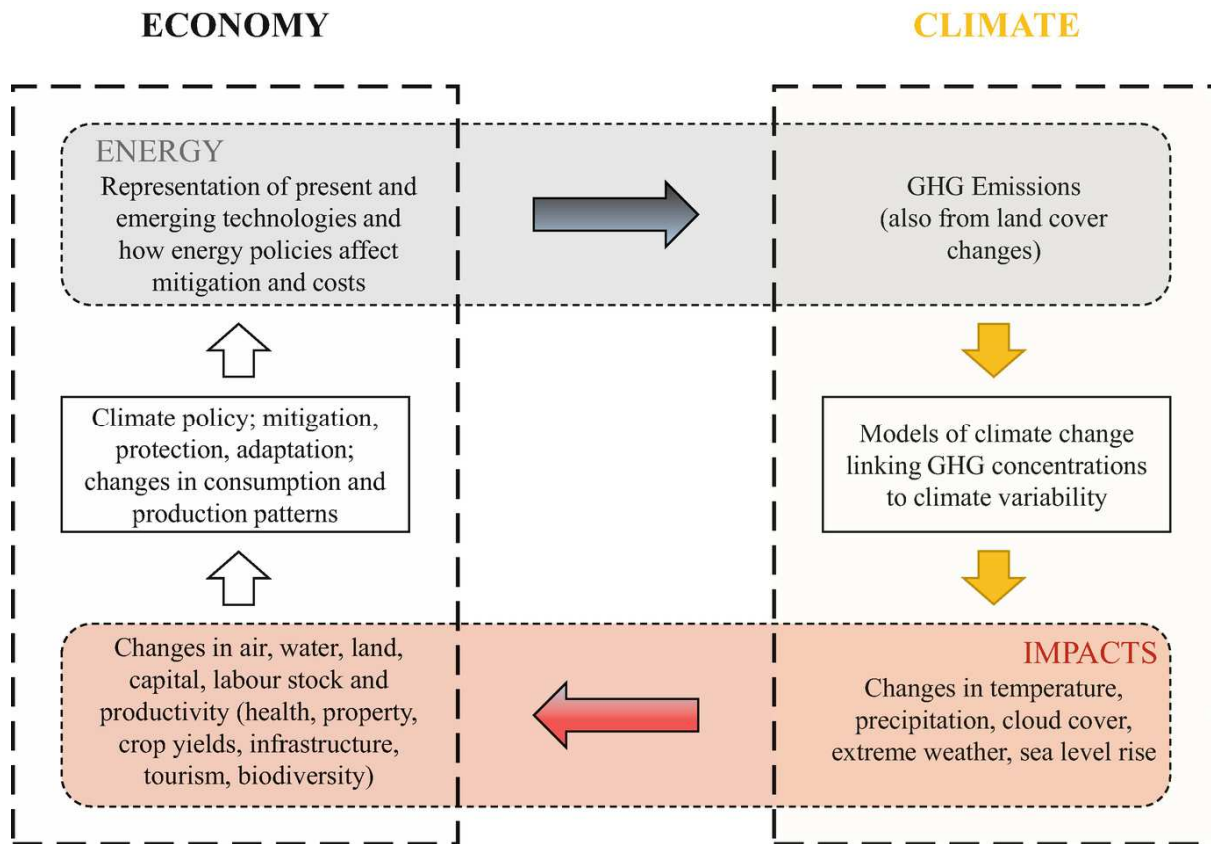 ECONOMY
CLIMATE
ENERGY
Representation of present and
emerging technologies and
how energy policies affect
mitigation and costs
GHG Emissions
(also from land cover
changes)
Climate policy; mitigation,
protection, adaptation;
changes in consumption and
production patterns
Models of climate change
linking GHG concentrations
to climate variability
Changes in air, water, land,
capital, labour stock and
productivity (health, property,
crop yields, infrastructure,
tourism, biodiversity)
IMPACTS
Changes in temperature,
precipitation, cloud cover,
extreme weather, sea level rise